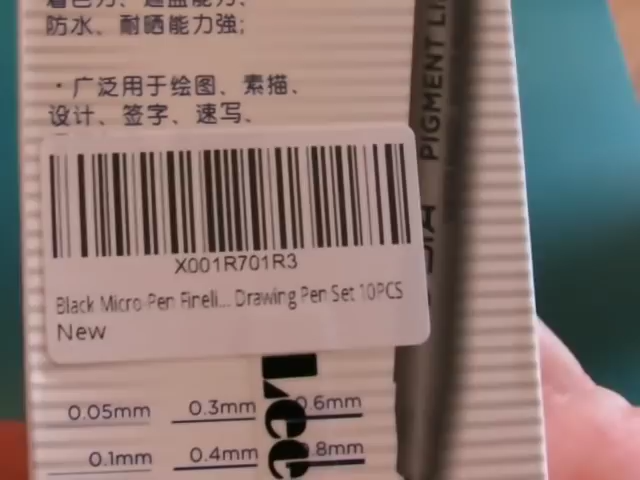 防水、耐晒能力強;
·广泛用于绘图、素描、
设计、签字、速写、
PIGMENT
X001R701R3
Black Micro-Pen Fineli... Drawing Pen Set 10PCS
New
0.05mm 0.3mm 0.6mm
0.1mm 0.4mm 0.8mm